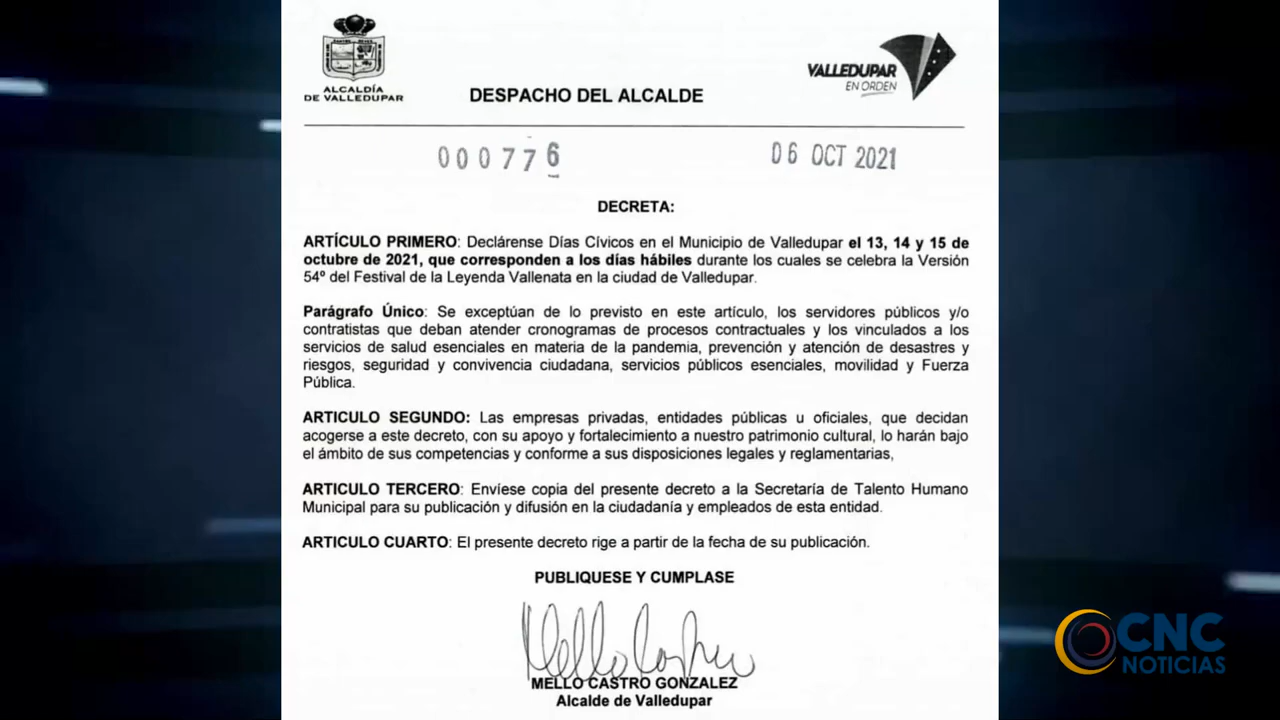 ALCALDÍA
DE VALLEDUPAR
DESPACHO DEL ALCALDE
VALLEDUPAR
EN ORDEN
000776
06 OCT 2021
DECRETA:
ARTÍCULO PRIMERO: Declárense Días Cívicos en el Municipio de Valledupar el 13, 14 y 15 de
octubre de 2021, que corresponden a los días hábiles durante los cuales se celebra la Versión
54º del Festival de la Leyenda Vallenata en la ciudad de Valledupar.
Parágrafo Único: Se exceptúan de lo previsto en este artículo, los servidores públicos y/o
contratistas que deban atender cronogramas de procesos contractuales y los vinculados a los
servicios de salud esenciales en materia de la pandemia, prevención y atención de desastres y
riesgos, seguridad y convivencia ciudadana, servicios públicos esenciales, movilidad y Fuerza
Pública.
ARTICULO SEGUNDO: Las empresas privadas, entidades públicas u oficiales, que decidan
acogerse a este decreto, con su apoyo y fortalecimiento a nuestro patrimonio cultural, lo harán bajo
el ámbito de sus competencias y conforme a sus disposiciones legales y reglamentarias,
ARTICULO TERCERO: Envíese copia del presente decreto a la Secretaría de Talento Humano
Municipal para su publicación y difusión en la ciudadanía y empleados de esta entidad.
ARTICULO CUARTO: El presente decreto rige a partir de la fecha de su publicación.
PUBLIQUESE Y CUMPLASE
Mello Castro
MELLO CASTRO GONZALEZ
Alcalde de Valledupar
CNC
NOTICIAS